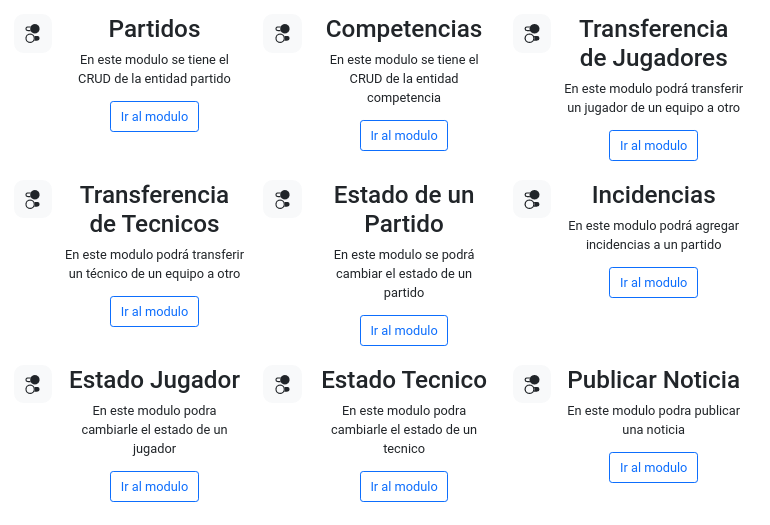 Partidos
En este modulo se tiene el
CRUD de la entidad partido
Ir al modulo
Competencias
En este modulo se tiene el
CRUD de la entidad
competencia
Ir al modulo
Transferencia
de Jugadores
En este modulo podrá transferir
un jugador de un equipo a otro
Ir al modulo
Transferencia
de Tecnicos
En este modulo podrá transferir
un técnico de un equipo a otro
Ir al modulo
Estado de un
Partido
En este modulo se podrá
cambiar el estado de un
partido
Ir al modulo
Incidencias
En este modulo podrá agregar
incidencias a un partido
Ir al modulo
Estado Jugador
En este modulo podra
cambiarle el estado de un
jugador
Ir al modulo
Estado Tecnico
En este modulo podra
cambiarle el estado de un
tecnico
Ir al modulo
Publicar Noticia
En este modulo podra publicar
una noticia
Ir al modulo